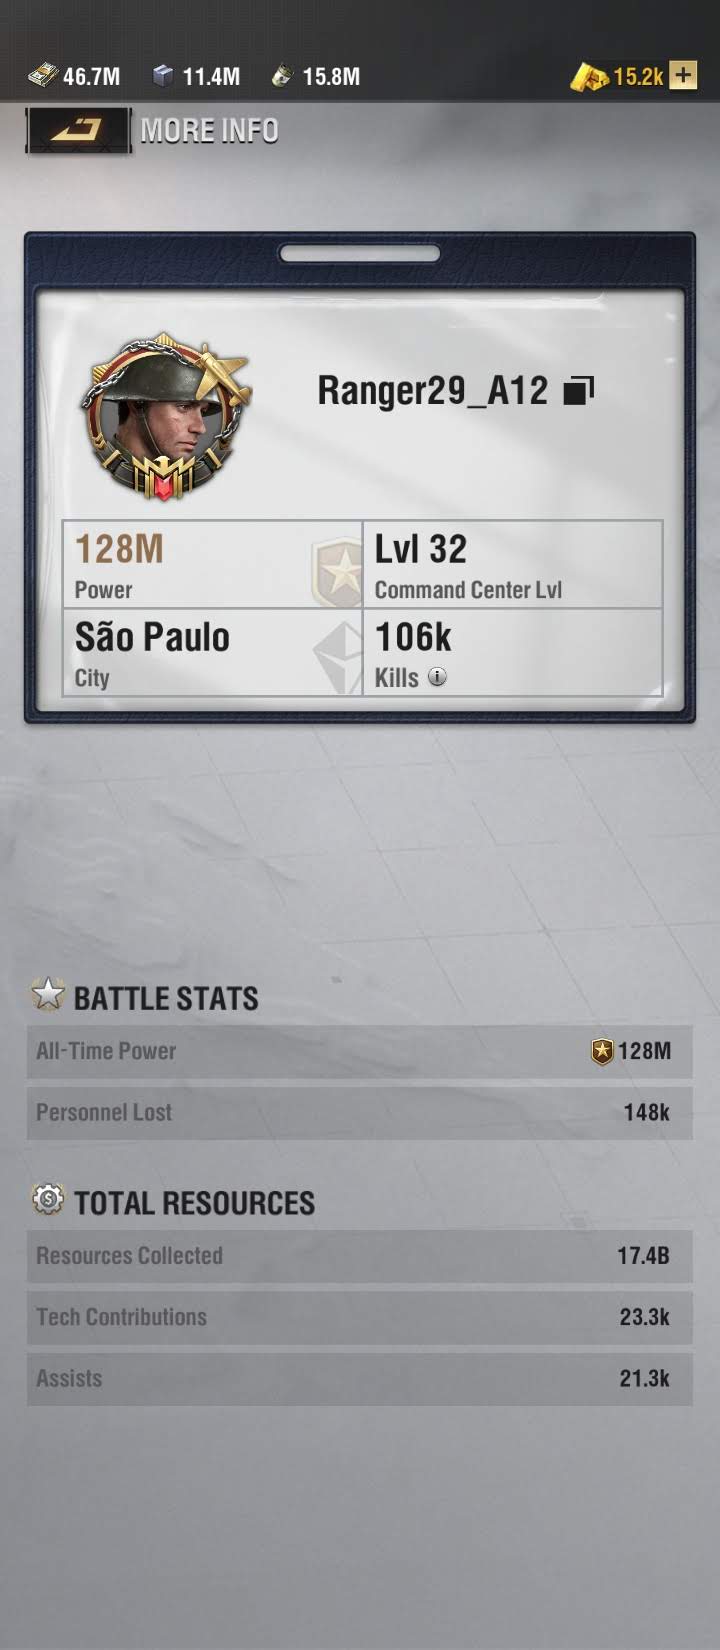 46.7M 11.4M 15.8M 15.2k +
MORE INFO
Ranger29_A12
128M
Power
Lvl 32
Command Center Lvl
São Paulo
City
106k
Kills i
BATTLE STATS
All-Time Power 128M
Personnel Lost 148k
TOTAL RESOURCES
Resources Collected 17.4B
Tech Contributions 23.3k
Assists 21.3k